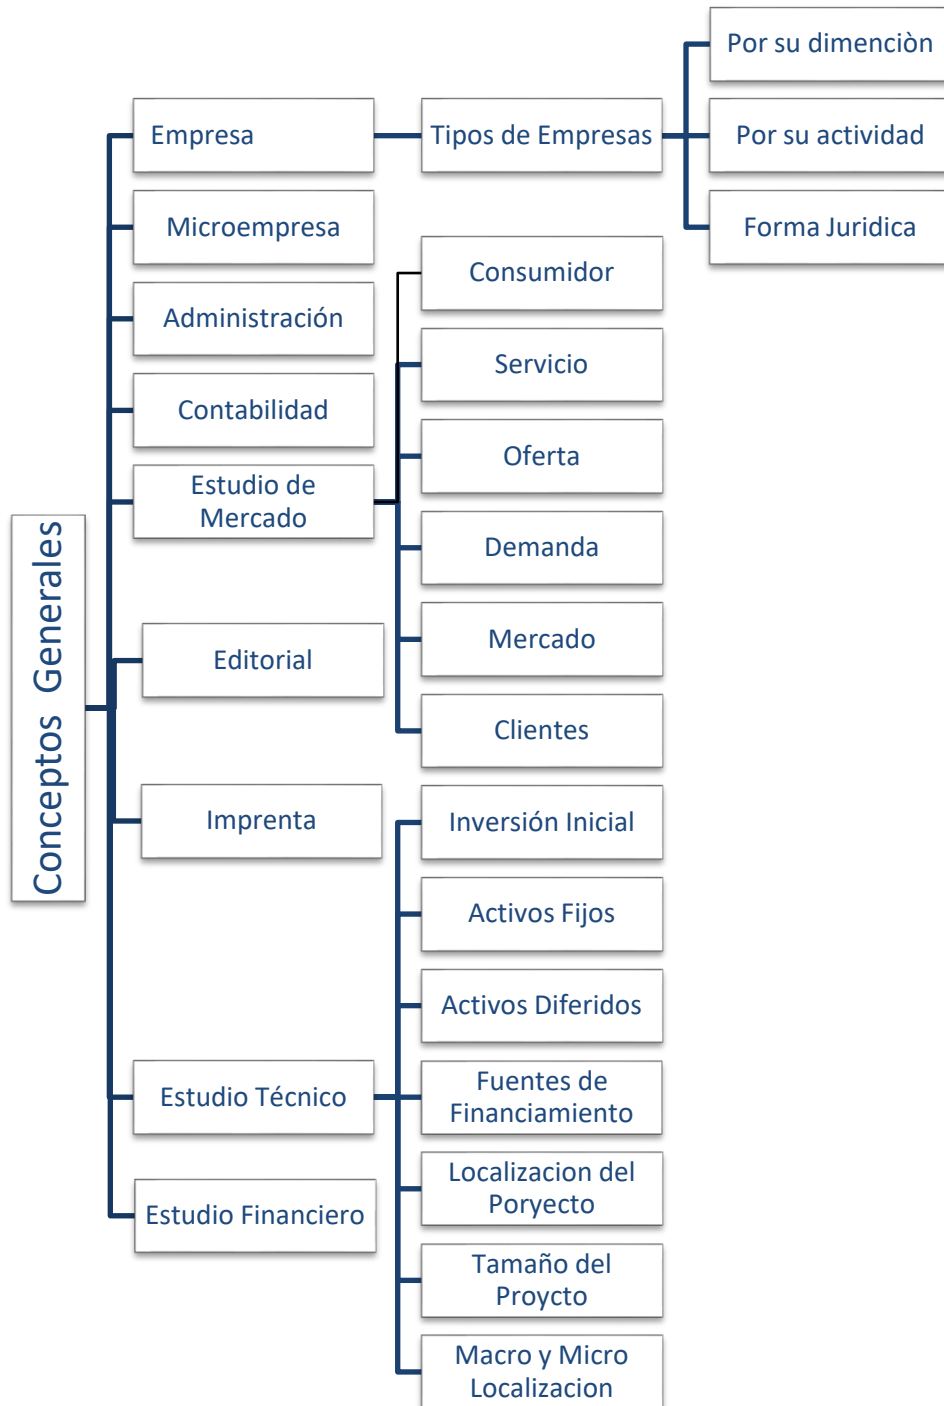 Conceptos Generales
Empresa
Tipos de Empresas
Por su dimenciòn
Por su actividad
Forma Juridica
Microempresa
Administración
Contabilidad
Estudio de
Mercado
Consumidor
Servicio
Oferta
Demanda
Mercado
Clientes
Editorial
Imprenta
Estudio Técnico
Inversión Inicial
Activos Fijos
Activos Diferidos
Fuentes de
Financiamiento
Localizacion del
Poryecto
Tamaño del
Proycto
Macro y Micro
Localizacion
Estudio Financiero